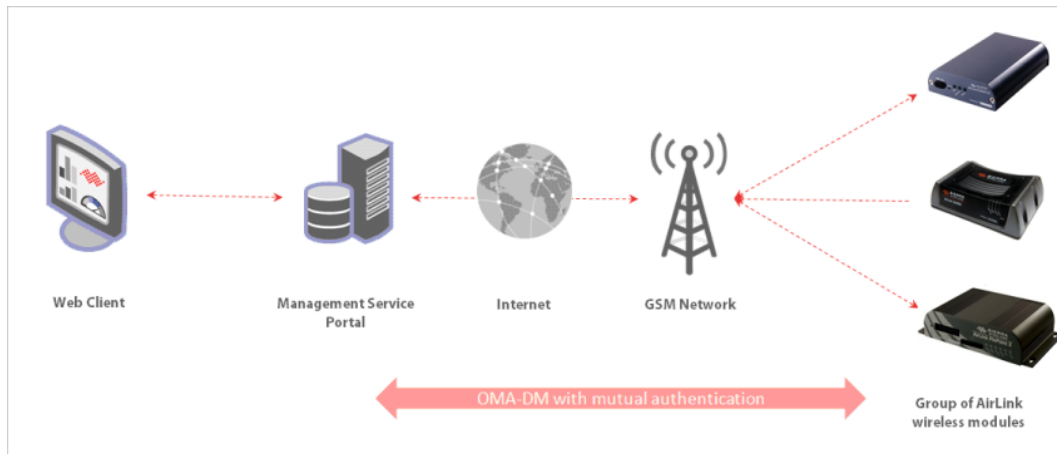 Web Client
Management Service
Portal
Internet
GSM Network
OMA-DM with mutual authentication
Group of AirLink
wireless modules